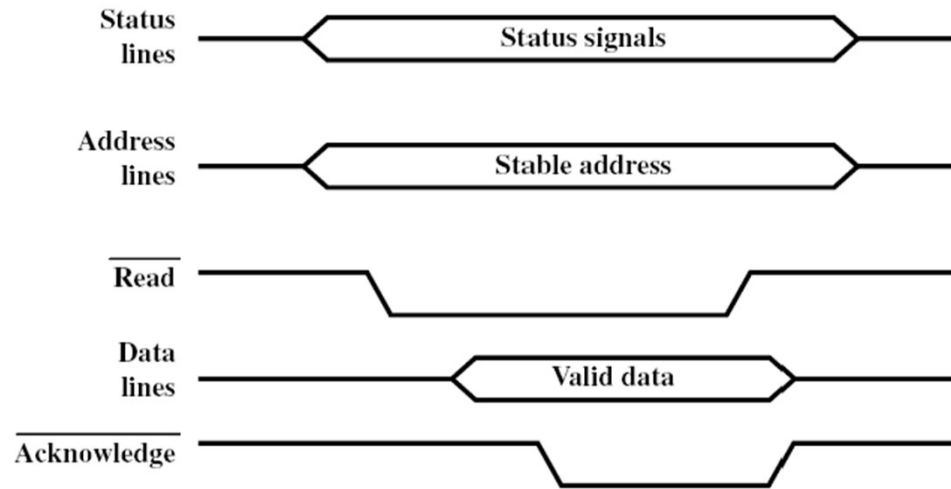 Status
lines
Status signals
Address
lines
Stable address
Read
Data
lines
Valid data
Acknowledge